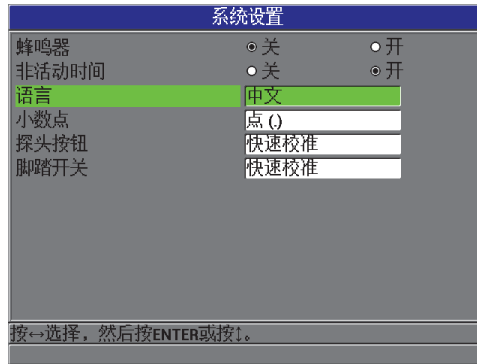 系统设置
蜂鸣器 关 开
非活动时间 关 开
语言 中文
小数点 点 (.)
探头按钮 快速校准
脚踏开关 快速校准
按↔选择，然后按ENTER或按↕。